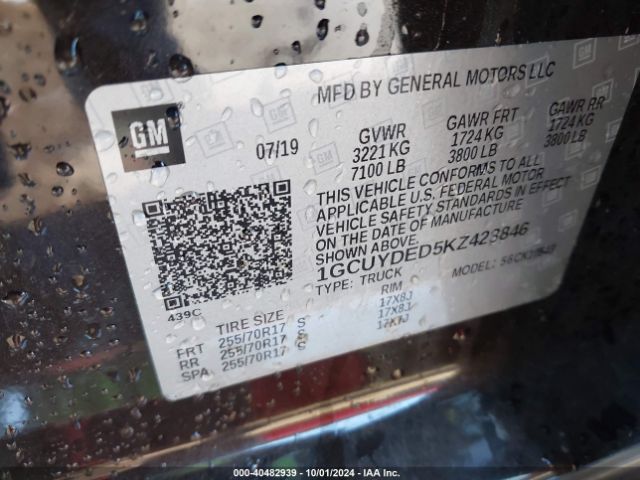 MFD BY GENERAL MOTORS LLC
GM
07/19
GVWR
3221 KG
7100 LB
GAWR FRT
1724 KG
3800 LB
GAWR RR
1724 KG
3800 LB
THIS VEHICLE CONFORMS TO ALL
APPLICABLE U.S. FEDERAL MOTOR
VEHICLE SAFETY STANDARDS IN EFFECT
ON THE DATE OF MANUFACTURE
SHOWN ABOVE.
1GCUYDED5KZ423846
TYPE: TRUCK
MODEL:
439C
TIRE SIZE
RIM
FRT 255/70R17 S 17X8J
RR 255/70R17 S 17X8J
SPA 255/70R17 S 17X7J
000-40482939 - 10/01/2024 - IAA Inc.